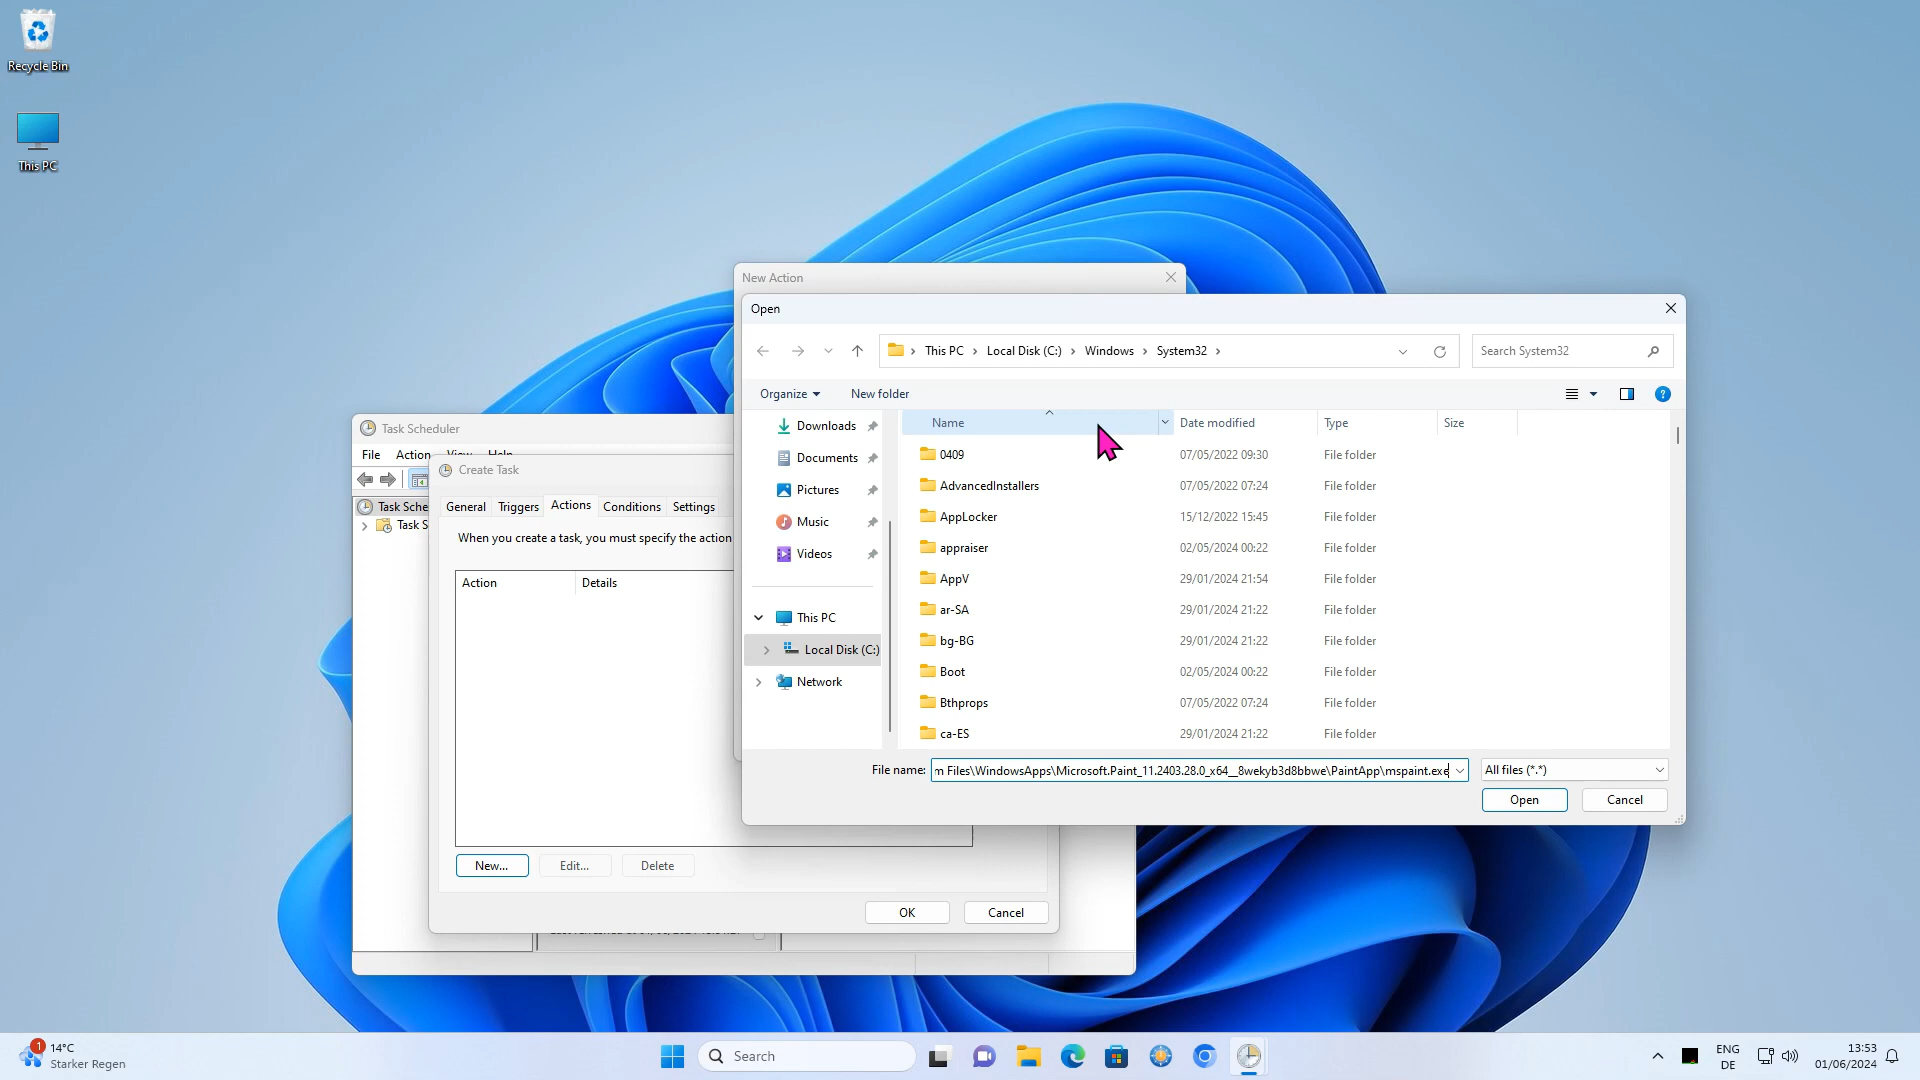 Recycle Bin
This PC
New Action
Open
This PC
Local Disk (C:)
Windows
System32
Search System32
Organize
New folder
Downloads
Documents
Pictures
Music
Videos
This PC
Local Disk (C:)
Network
Name
Date modified
Type
Size
0409
07/05/2022 09:30
File folder
AdvancedInstallers
07/05/2022 07:24
File folder
AppLocker
15/12/2022 15:45
File folder
appraiser
02/05/2024 00:22
File folder
AppV
29/01/2024 21:54
File folder
ar-SA
29/01/2024 21:22
File folder
bg-BG
29/01/2024 21:22
File folder
Boot
02/05/2024 00:22
File folder
Bthprops
07/05/2022 07:24
File folder
ca-ES
29/01/2024 21:22
File folder
File name:
m Files\WindowsApps\Microsoft.Paint_11.2403.28.0_x64__8wekyb3d8bbwe\PaintApp\mspaint.exe
All files (*.*)
Open
Cancel
Task Scheduler
File
Action
View
Help
Task Sche
Task S
Create Task
General
Triggers
Actions
Conditions
Settings
When you create a task, you must specify the action
Action
Details
New...
Edit...
Delete
OK
Cancel
1
14°C
Starker Regen
Search
ENG
DE
13:53
01/06/2024